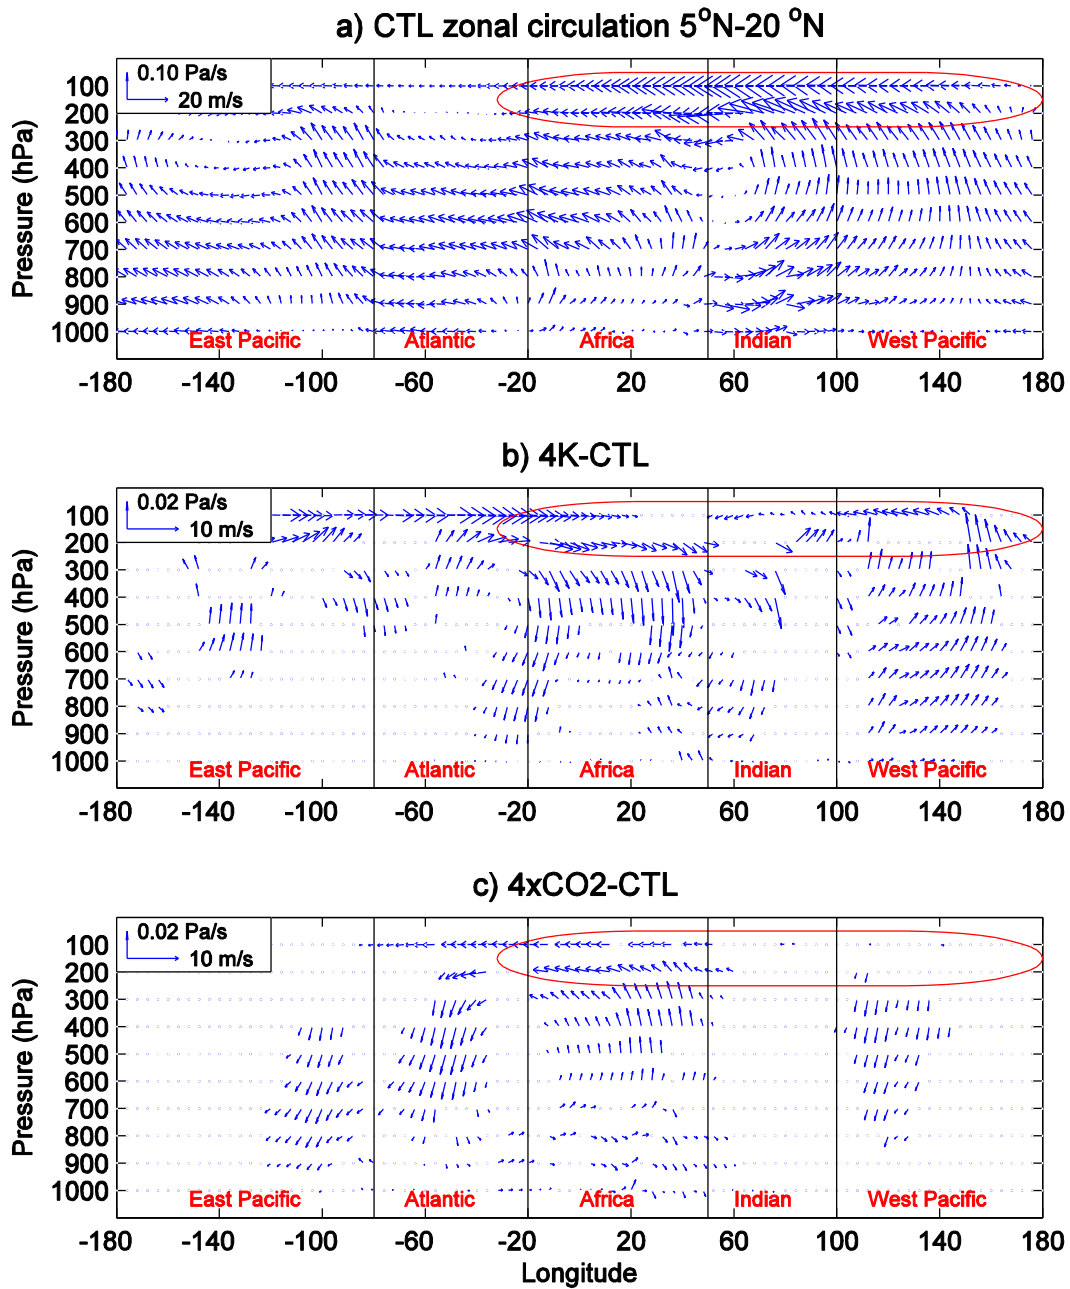 a) CTL zonal circulation 5°N-20 °N
0.10 Pa/s
20 m/s
Pressure (hPa)
100
200
300
400
500
600
700
800
900
1000
East Pacific Atlantic Africa Indian West Pacific
-180 -140 -100 -60 -20 20 60 100 140 180
b) 4K-CTL
0.02 Pa/s
10 m/s
Pressure (hPa)
100
200
300
400
500
600
700
800
900
1000
East Pacific Atlantic Africa Indian West Pacific
-180 -140 -100 -60 -20 20 60 100 140 180
c) 4xCO2-CTL
0.02 Pa/s
10 m/s
Pressure (hPa)
100
200
300
400
500
600
700
800
900
1000
East Pacific Atlantic Africa Indian West Pacific
-180 -140 -100 -60 -20 20 60 100 140 180
Longitude